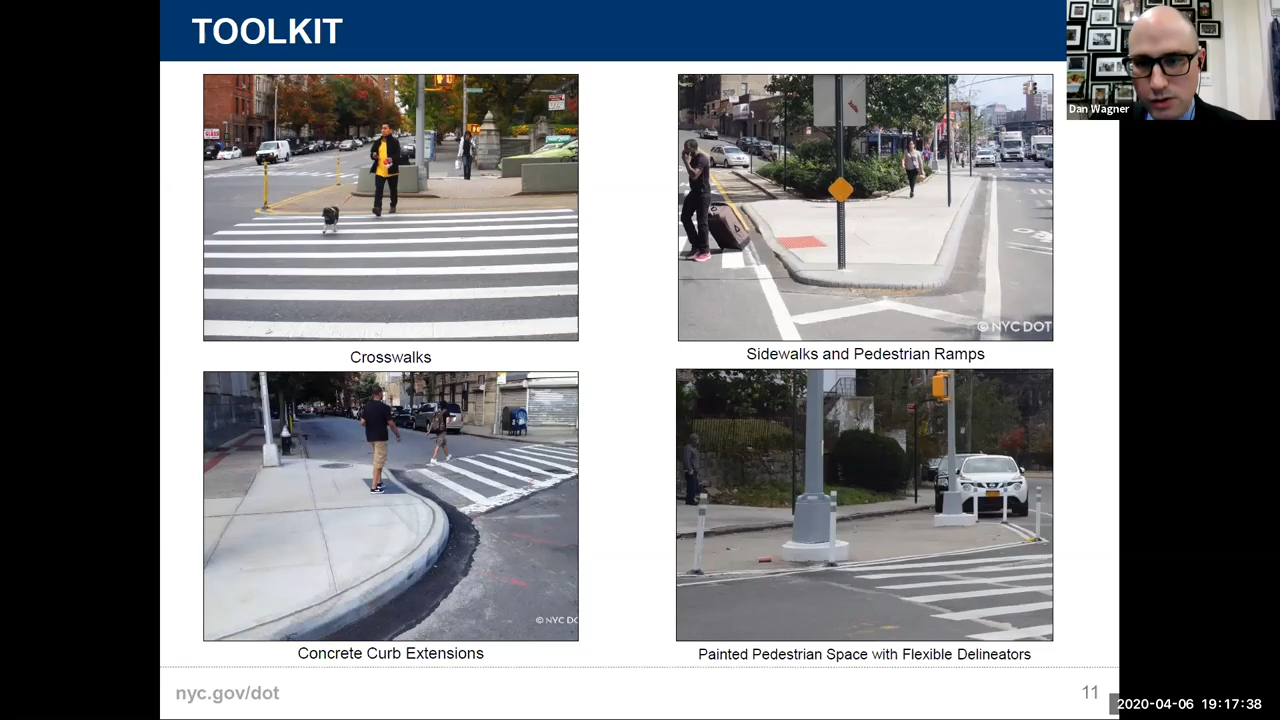 TOOLKIT
Dan Wagner
© NYC DOT
Crosswalks
Sidewalks and Pedestrian Ramps
© NYC DO
Concrete Curb Extensions
Painted Pedestrian Space with Flexible Delineators
nyc.gov/dot
11
2020-04-06 19:17:38